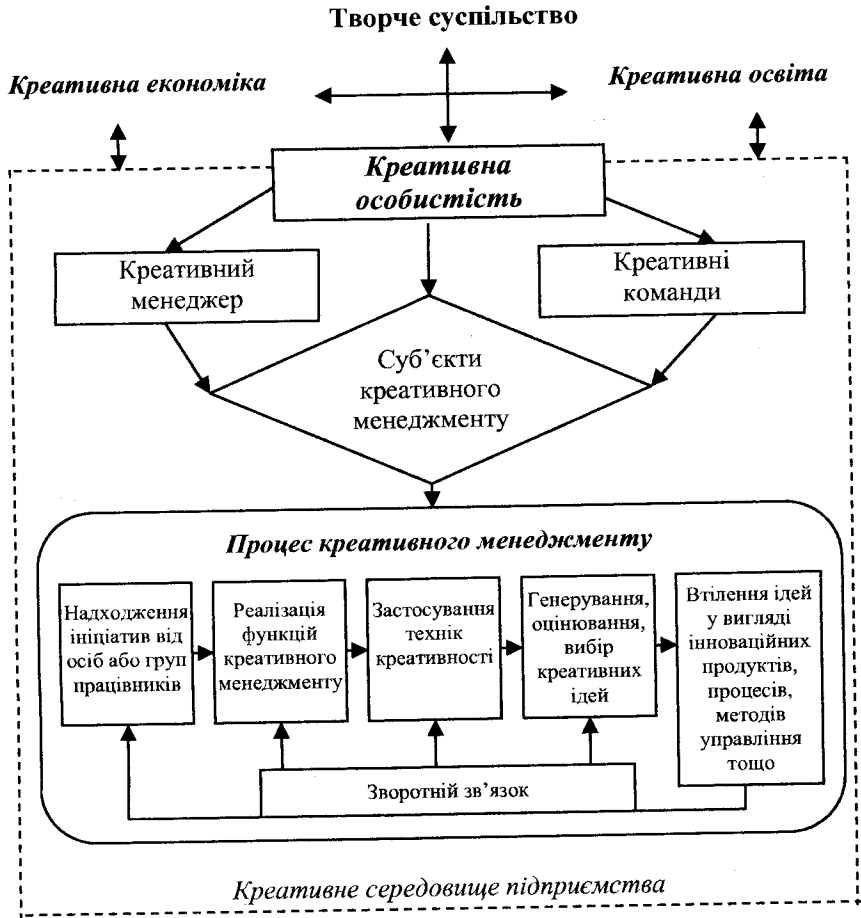 Творче суспільство
Креативна економіка
Креативна освіта
Креативна
особистість
Креативний
менеджер
Креативні
команди
Суб’єкти
креативного
менеджменту
Процес креативного менеджменту
Надходження
ініціатив від
осіб або груп
працівників
Реалізація
функцій
креативного
менеджменту
Застосування
технік
креативності
Генерування,
оцінювання,
вибір
креативних
ідей
Втілення ідей
у вигляді
інноваційних
продуктів,
процесів,
методів
управління
тощо
Зворотній зв’язок
Креативне середовище підприємства